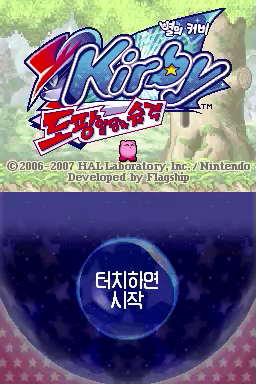 별의 커비
Kirby
TM
도팡 일당의 습격
© 2006-2007 HAL Laboratory, Inc. / Nintendo
Developed by Flagship
터치하면
시작